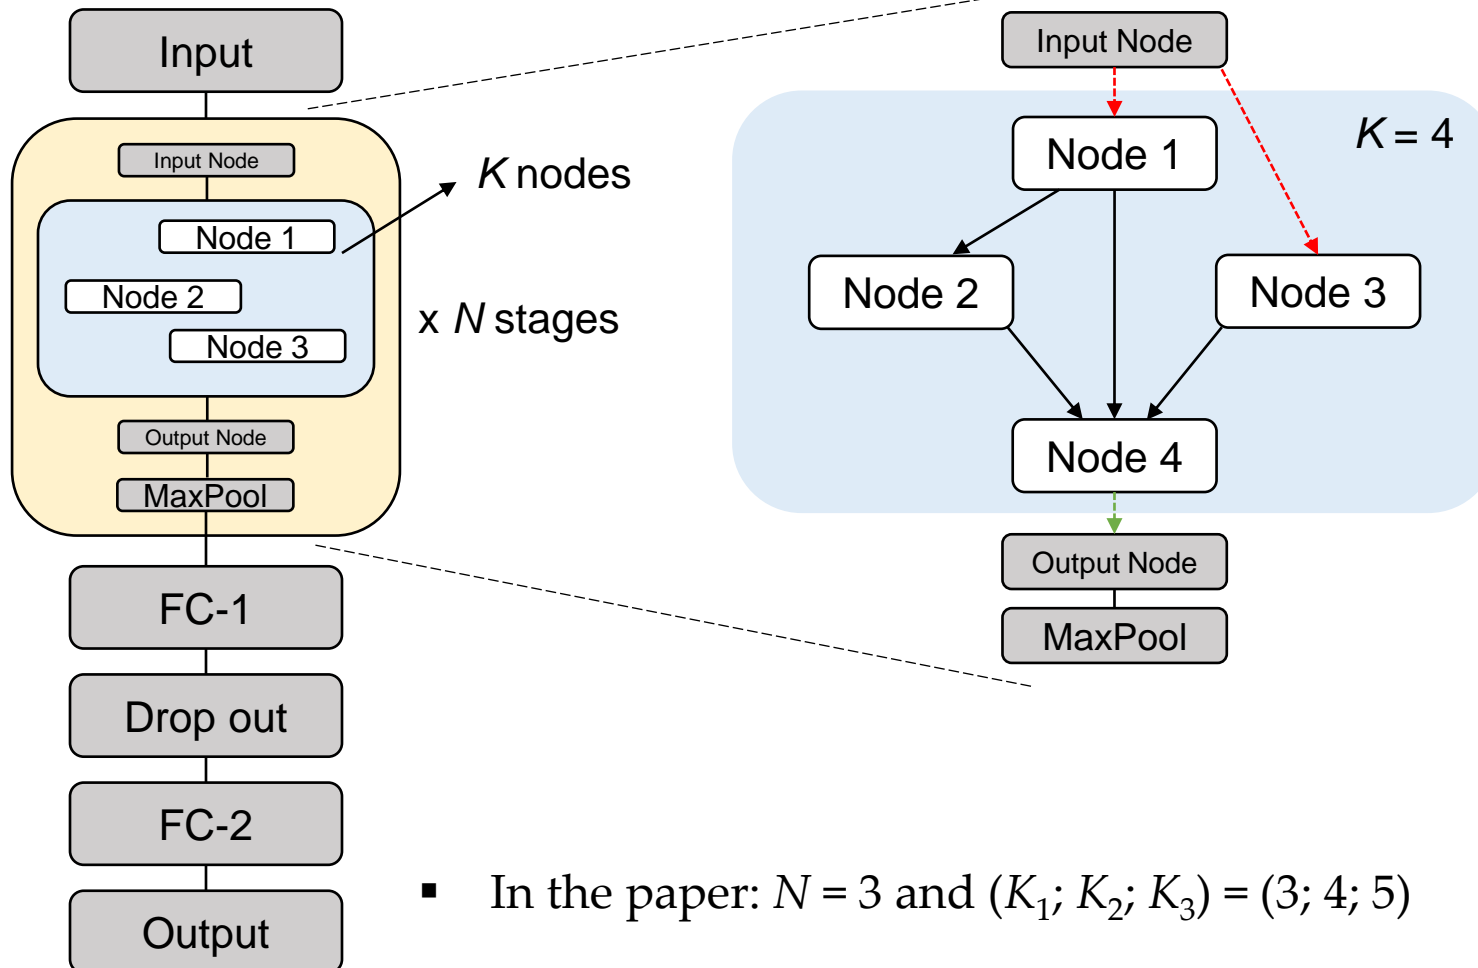 Input
Input Node
Node 1
Node 2
Node 3
Output Node
MaxPool
K nodes
x N stages
FC-1
Drop out
FC-2
Output
Input Node
K = 4
Node 1
Node 2
Node 3
Node 4
Output Node
MaxPool
▪ In the paper: N = 3 and (K₁; K₂; K₃) = (3; 4; 5)